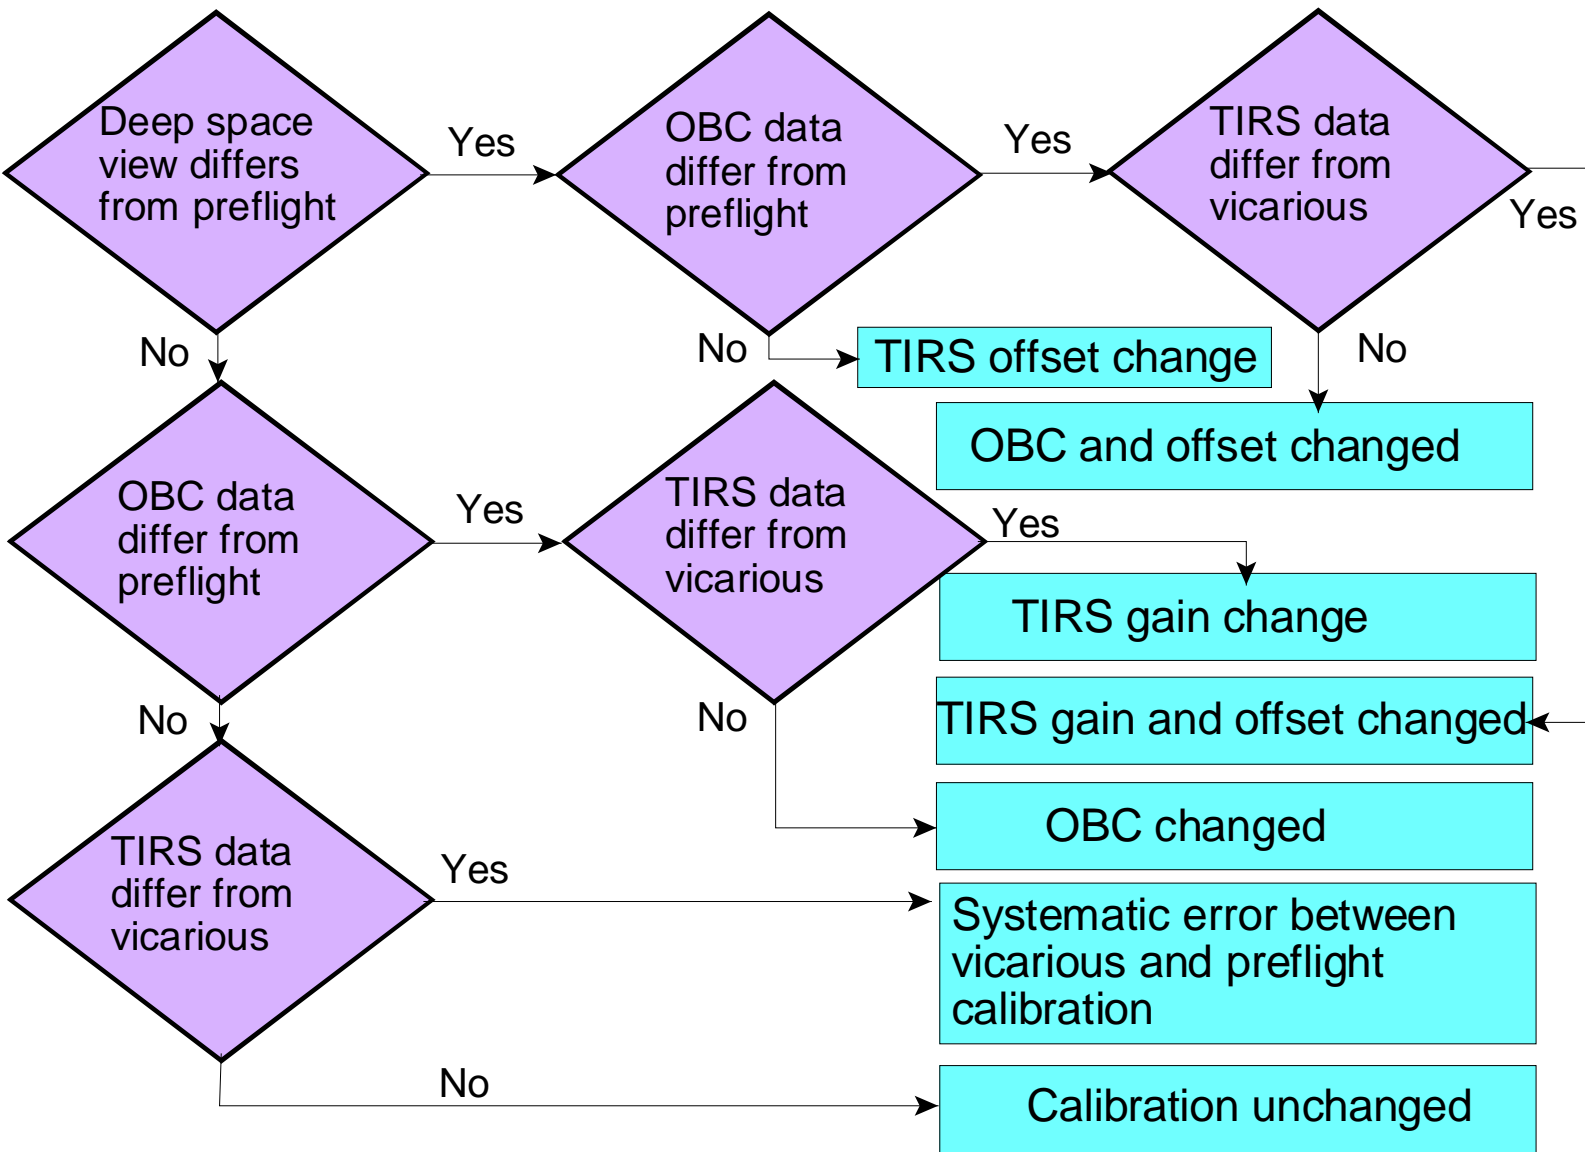 Deep space
view differs
from preflight
Yes
OBC data
differ from
preflight
Yes
TIRS data
differ from
vicarious
Yes
No
No
TIRS offset change
No
OBC and offset changed
OBC data
differ from
preflight
Yes
TIRS data
differ from
vicarious
Yes
TIRS gain change
No
No
TIRS gain and offset changed
OBC changed
TIRS data
differ from
vicarious
Yes
Systematic error between
vicarious and preflight
calibration
No
Calibration unchanged